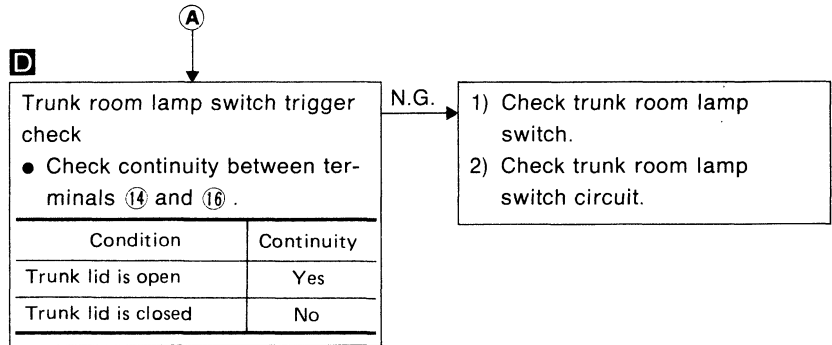 A
D
Trunk room lamp switch trigger
check
● Check continuity between ter-
minals ⑭ and ⑯ .
Condition Continuity
Trunk lid is open Yes
Trunk lid is closed No
N.G.
1) Check trunk room lamp
switch.
2) Check trunk room lamp
switch circuit.